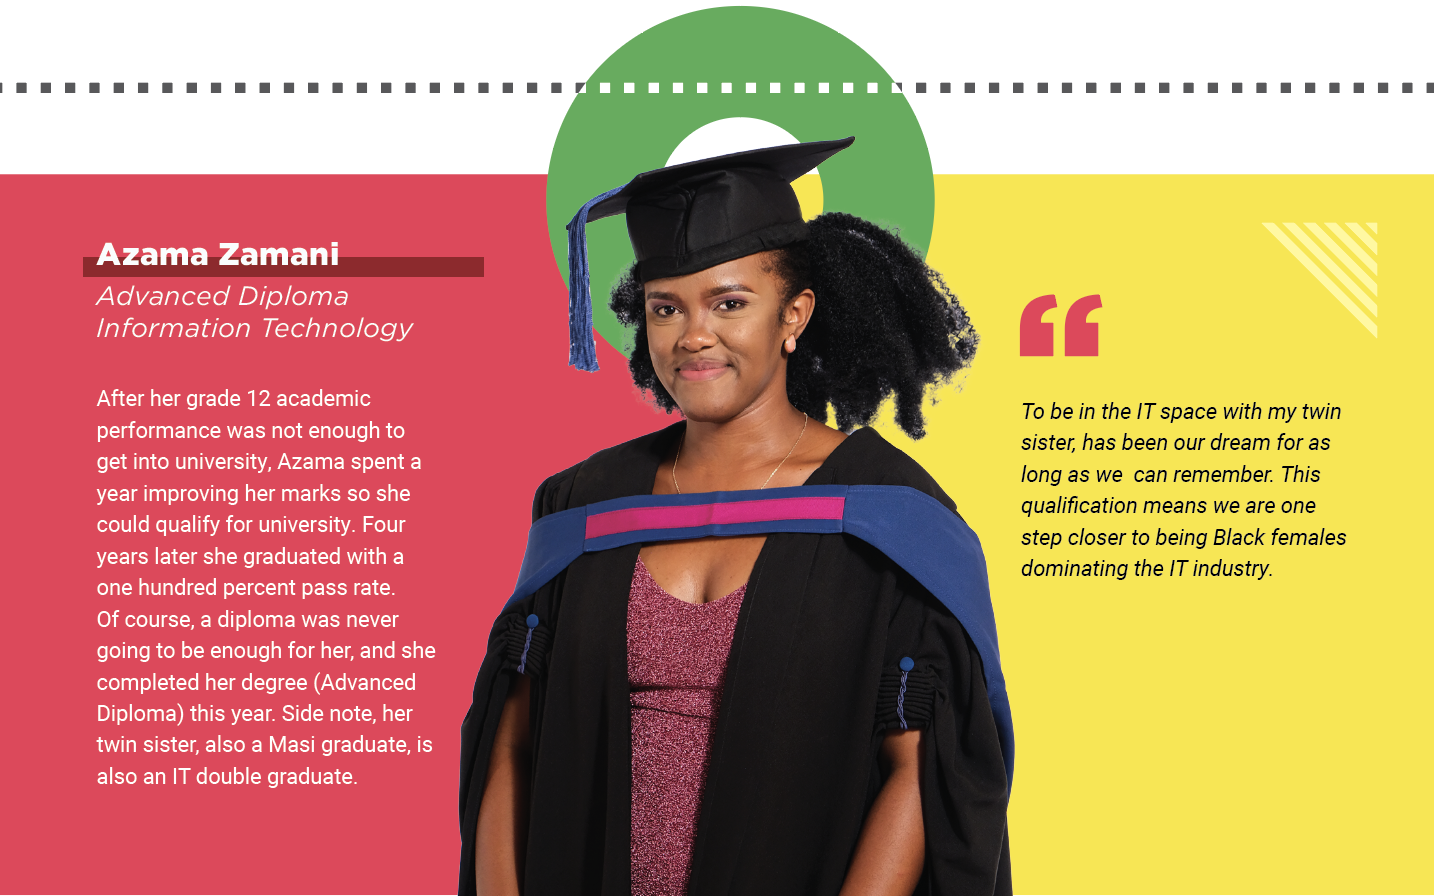 Azama Zamani
Advanced Diploma
Information Technology
After her grade 12 academic
performance was not enough to
get into university, Azama spent a
year improving her marks so she
could qualify for university. Four
years later she graduated with a
one hundred percent pass rate.
Of course, a diploma was never
going to be enough for her, and she
completed her degree (Advanced
Diploma) this year. Side note, her
twin sister, also a Masi graduate, is
also an IT double graduate.
“
To be in the IT space with my twin
sister, has been our dream for as
long as we  can remember. This
qualification means we are one
step closer to being Black females
dominating the IT industry.